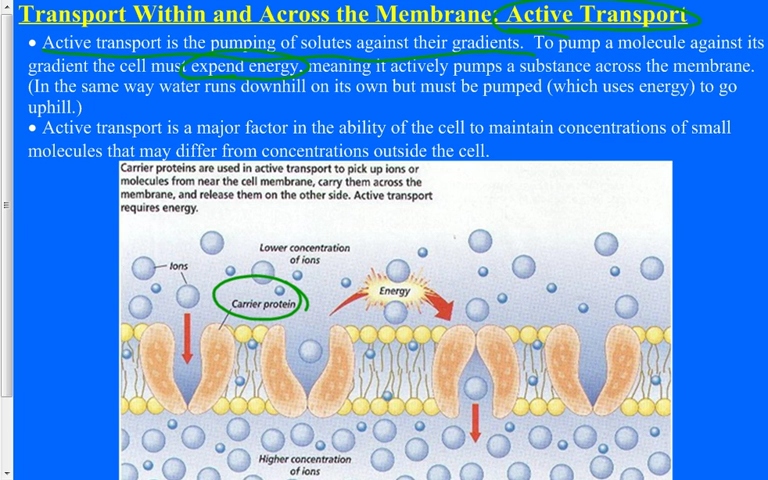 Transport Within and Across the Membrane: Active Transport
• Active transport is the pumping of solutes against their gradients. To pump a molecule against its
gradient the cell must expend energy, meaning it actively pumps a substance across the membrane.
(In the same way water runs downhill on its own but must be pumped (which uses energy) to go
uphill.)
• Active transport is a major factor in the ability of the cell to maintain concentrations of small
molecules that may differ from concentrations outside the cell.
Carrier proteins are used in active transport to pick up ions or
molecules from near the cell membrane, carry them across the
membrane, and release them on the other side. Active transport
requires energy.
Lower concentration
of ions
Ions
Energy
Carrier protein
Higher concentration
of ions